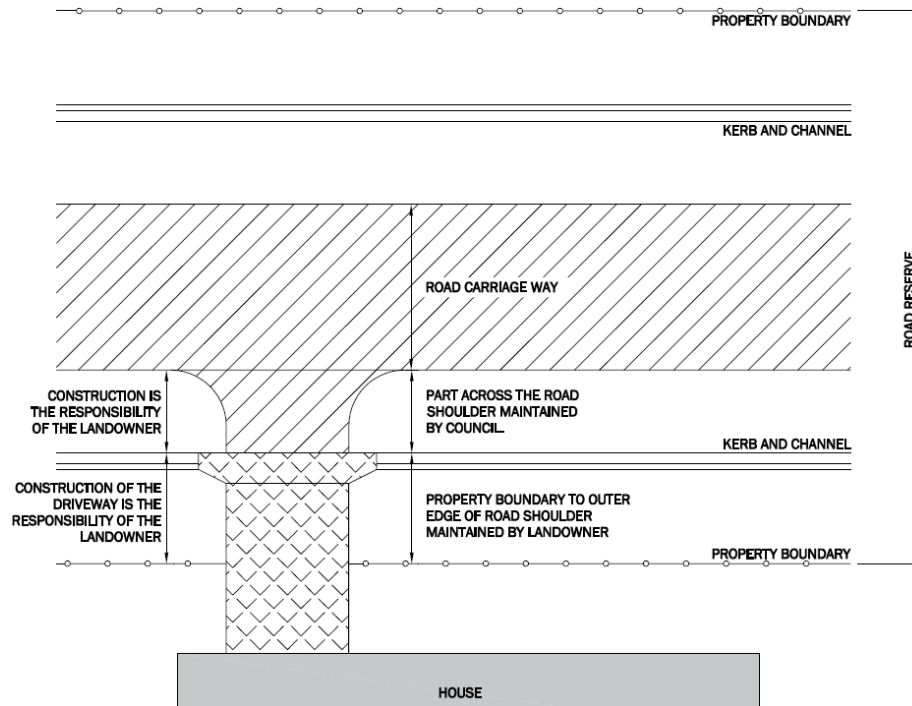 PROPERTY BOUNDARY
KERB AND CHANNEL
ROAD RESERVE
ROAD CARRIAGE WAY
CONSTRUCTION IS
THE RESPONSIBILITY
OF THE LANDOWNER
PART ACROSS THE ROAD
SHOULDER MAINTAINED
BY COUNCIL.
KERB AND CHANNEL
CONSTRUCTION OF THE
DRIVEWAY IS THE
RESPONSIBILITY OF THE
LANDOWNER
PROPERTY BOUNDARY TO OUTER
EDGE OF ROAD SHOULDER
MAINTAINED BY LANDOWNER
PROPERTY BOUNDARY
HOUSE